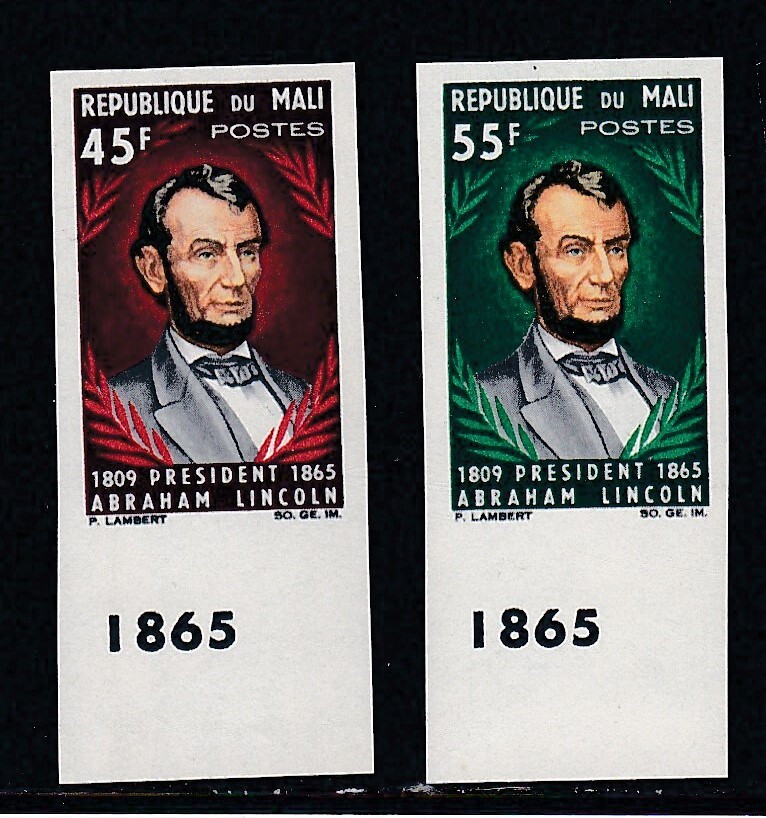 REPUBLIQUE DU MALI
POSTES
45F
1809 PRESIDENT 1865
ABRAHAM LINCOLN
P. LAMBERT SO. GE. IM.
1865
REPUBLIQUE DU MALI
POSTES
55F
1809 PRESIDENT 1865
ABRAHAM LINCOLN
P. LAMBERT SO. GE. IM.
1865